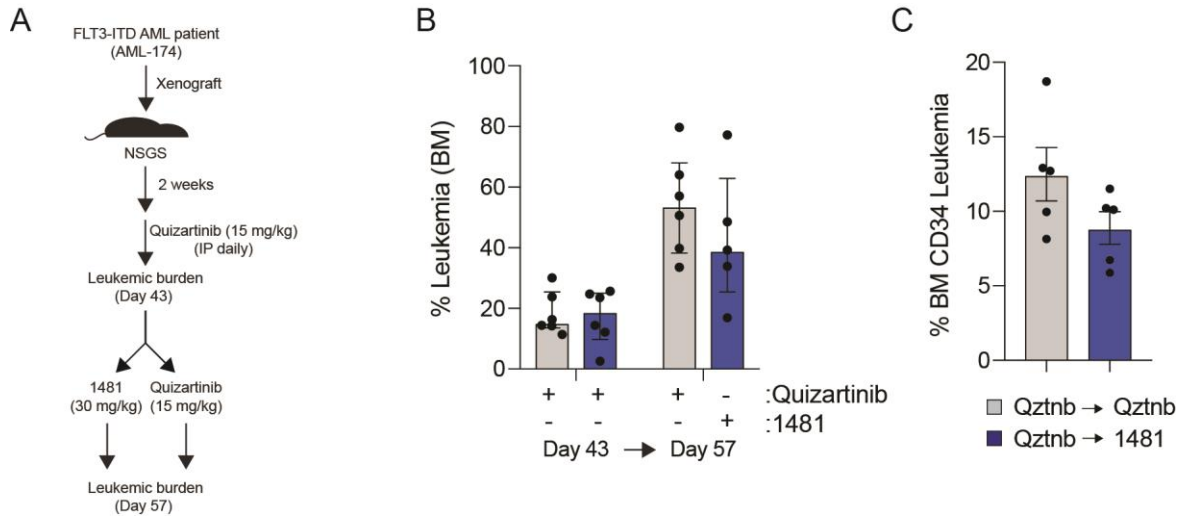 A
FLT3-ITD AML patient
(AML-174)
Xenograft
NSGS
2 weeks
Quizartinib (15 mg/kg)
(IP daily)
Leukemic burden
(Day 43)
1481
(30 mg/kg)
Quizartinib
(15 mg/kg)
Leukemic burden
(Day 57)
B
% Leukemia (BM)
100
80
60
40
20
0
+ + + - :Quizartinib
- - - + :1481
Day 43 → Day 57
C
% BM CD34 Leukemia
20
15
10
5
0
Qztnb → Qztnb
Qztnb → 1481